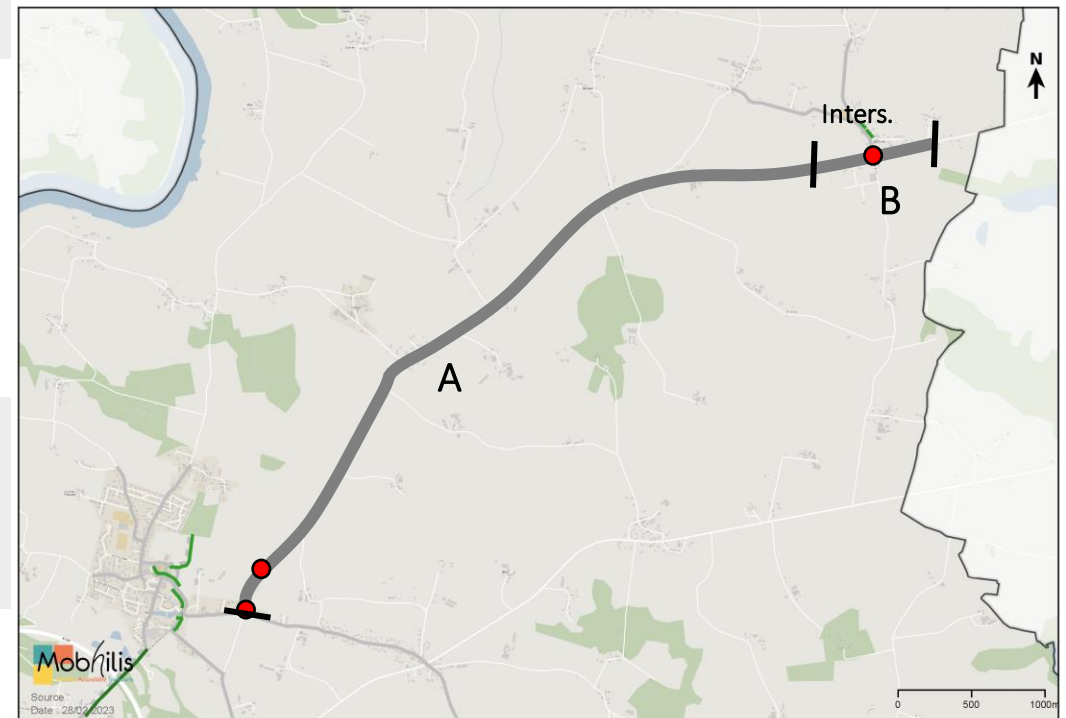 N
Inters.
B
A
Mobhilis
Source
Date : 28/02/2023
0 500 1000m